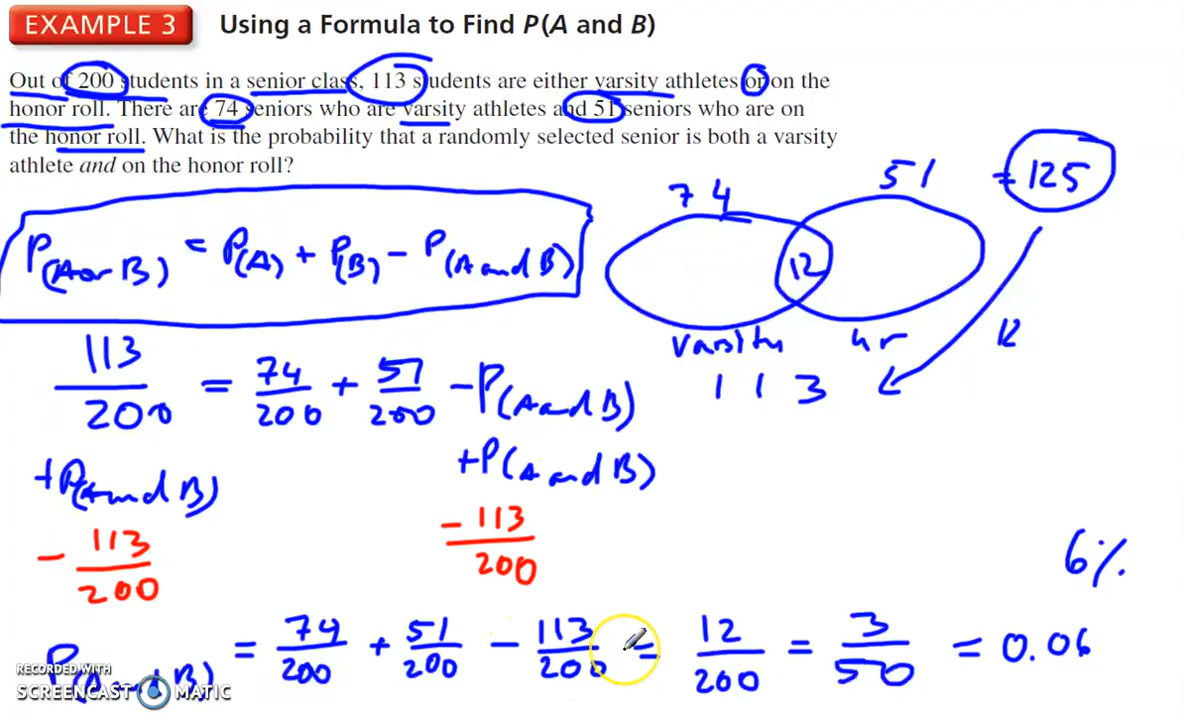 EXAMPLE 3 Using a Formula to Find P(A and B)
Out of 200 students in a senior class, 113 students are either varsity athletes or on the
honor roll. There are 74 seniors who are varsity athletes and 51 seniors who are on
the honor roll. What is the probability that a randomly selected senior is both a varsity
athlete and on the honor roll?
74 51 = 125
P(A or B) = P(A) + P(B) - P(A and B)
12
varsity hr 12
113
113/200 = 74/200 + 51/200 - P(A and B)
+P(A and B) +P(A and B)
- 113/200 - 113/200
6%
P(A and B) = 74/200 + 51/200 - 113/200 = 12/200 = 3/50 = 0.06
RECORDED WITH
SCREENCAST MATIC